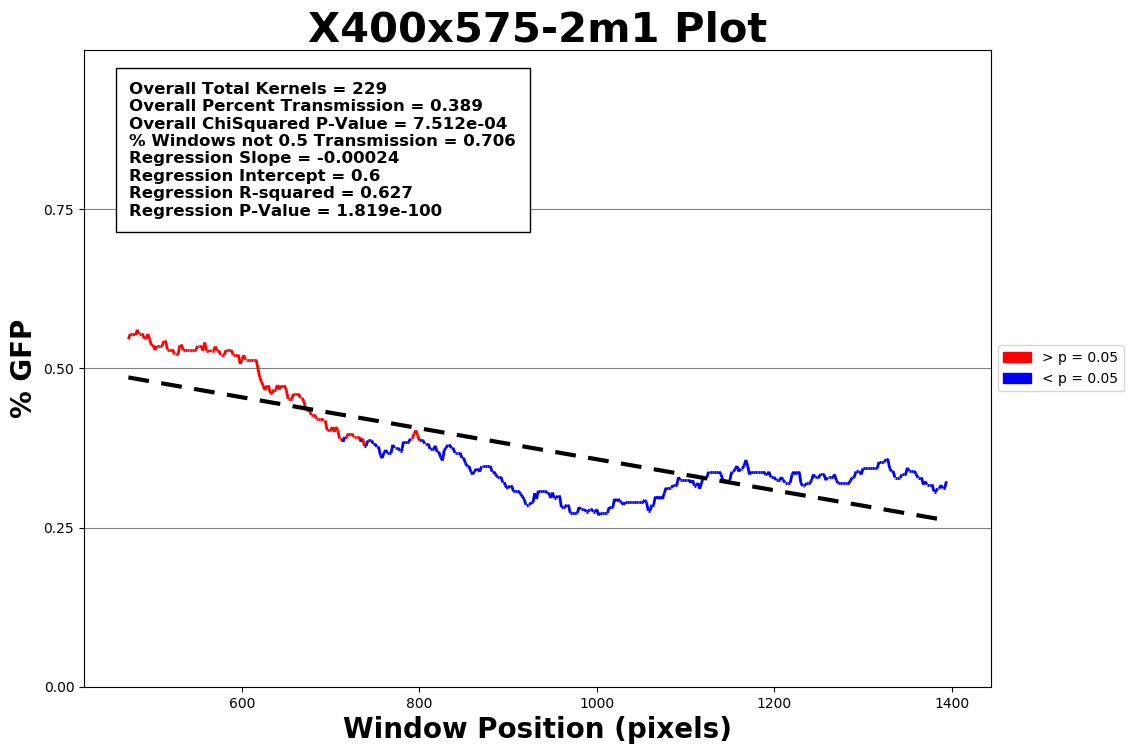 X400x575-2m1 Plot
Overall Total Kernels = 229
Overall Percent Transmission = 0.389
Overall ChiSquared P-Value = 7.512e-04
% Windows not 0.5 Transmission = 0.706
Regression Slope = -0.00024
Regression Intercept = 0.6
Regression R-squared = 0.627
Regression P-Value = 1.819e-100
0.75
0.50
0.25
0.00
% GFP
> p = 0.05
< p = 0.05
600 800 1000 1200 1400
Window Position (pixels)